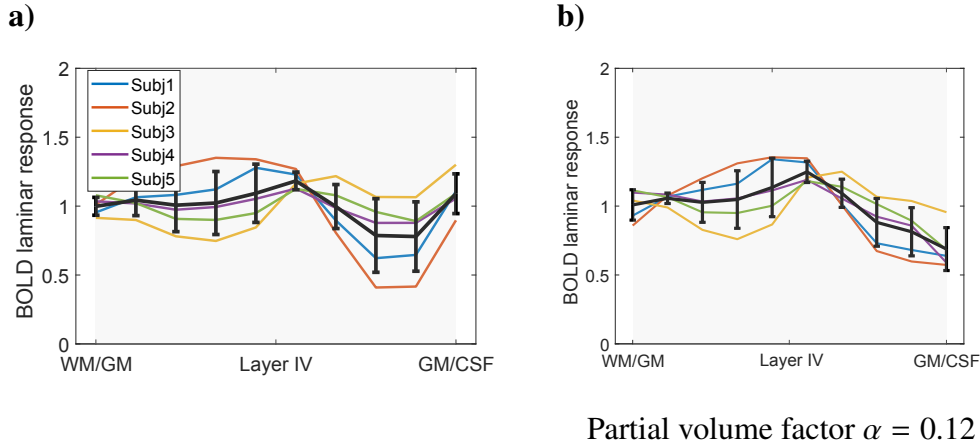 a)
BOLD laminar response
2
1.5
1
0.5
0
Subj1
Subj2
Subj3
Subj4
Subj5
WM/GM Layer IV GM/CSF
b)
BOLD laminar response
2
1.5
1
0.5
0
WM/GM Layer IV GM/CSF
Partial volume factor α = 0.12